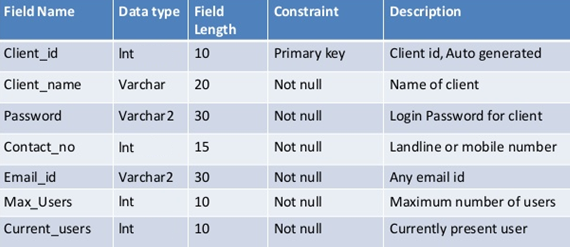 Field Name Data type Field Length Constraint Description
Client_id Int 10 Primary key Client id, Auto generated
Client_name Varchar 20 Not null Name of client
Password Varchar2 30 Not null Login Password for client
Contact_no Int 15 Not null Landline or mobile number
Email_id Varchar2 30 Not null Any email id
Max_Users Int 10 Not null Maximum number of users
Current_users Int 10 Not null Currently present user